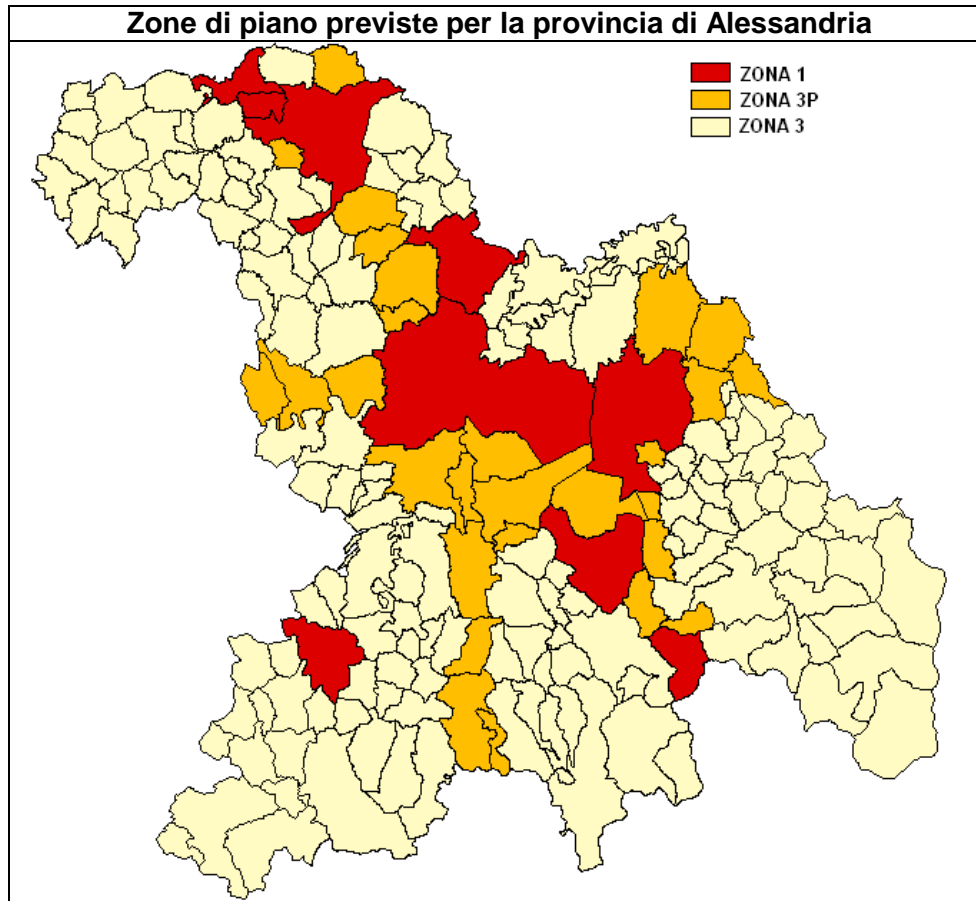 Zone di piano previste per la provincia di Alessandria
ZONA 1
ZONA 3P
ZONA 3